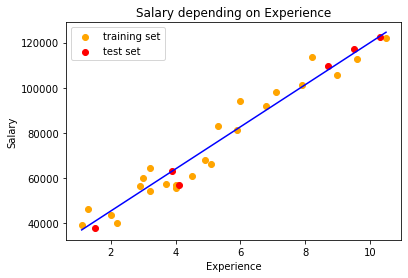 Salary depending on Experience
training set
test set
120000
100000
80000
60000
40000
Salary
2 4 6 8 10
Experience